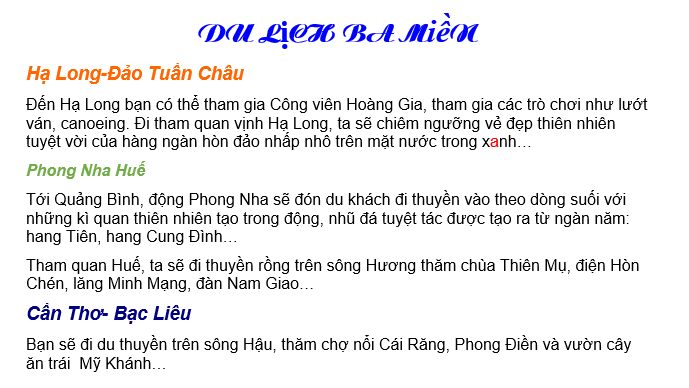 DU LịCH BA MiềN
Hạ Long-Đảo Tuần Châu
Đến Hạ Long bạn có thể tham gia Công viên Hoàng Gia, tham gia các trò chơi như lướt
ván, canoeing. Đi tham quan vịnh Hạ Long, ta sẽ chiêm ngưỡng vẻ đẹp thiên nhiên
tuyệt vời của hàng ngàn hòn đảo nhấp nhô trên mặt nước trong xanh…
Phong Nha Huế
Tới Quảng Bình, động Phong Nha sẽ đón du khách đi thuyền vào theo dòng suối với
những kì quan thiên nhiên tạo trong động, nhũ đá tuyệt tác được tạo ra từ ngàn năm:
hang Tiên, hang Cung Đình…
Tham quan Huế, ta sẽ đi thuyền rồng trên sông Hương thăm chùa Thiên Mụ, điện Hòn
Chén, lăng Minh Mạng, đàn Nam Giao…
Cần Thơ- Bạc Liêu
Bạn sẽ đi du thuyền trên sông Hậu, thăm chợ nổi Cái Răng, Phong Điền và vườn cây
ăn trái  Mỹ Khánh…